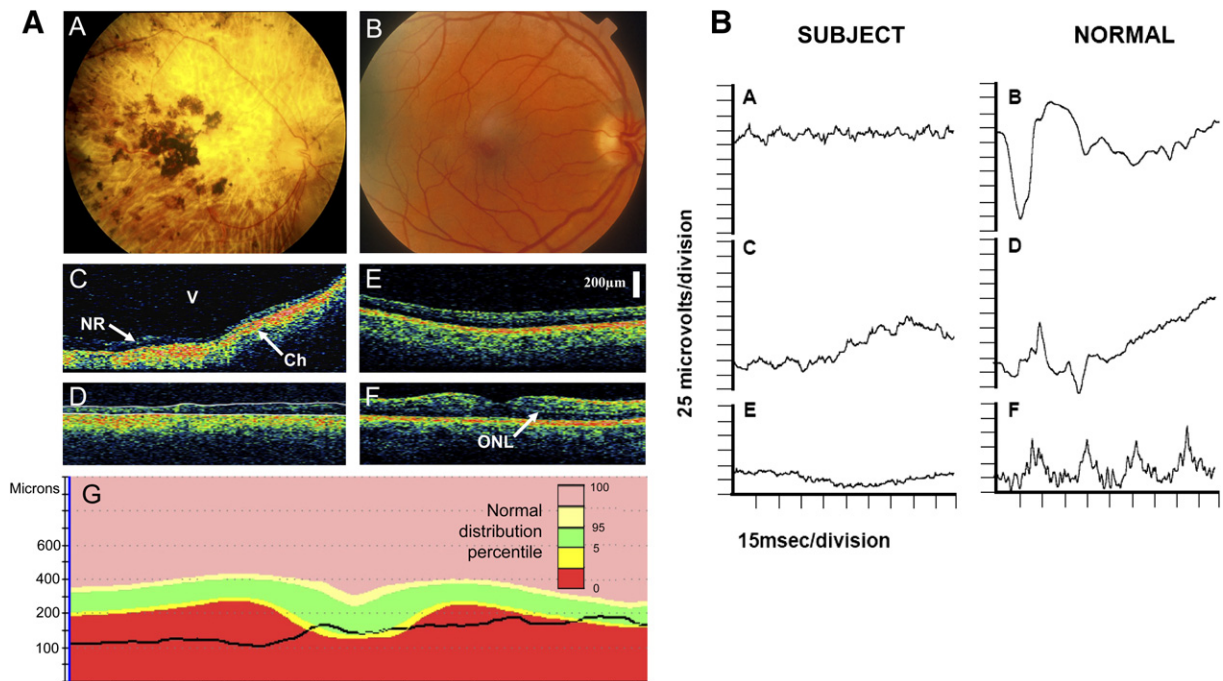 A
A
B
C
V
NR
Ch
E
200µm
D
F
ONL
G
Microns
600
400
200
100
Normal
distribution
percentile
100
95
5
0
B
SUBJECT
NORMAL
25 microvolts/division
A
B
C
D
E
F
15msec/division